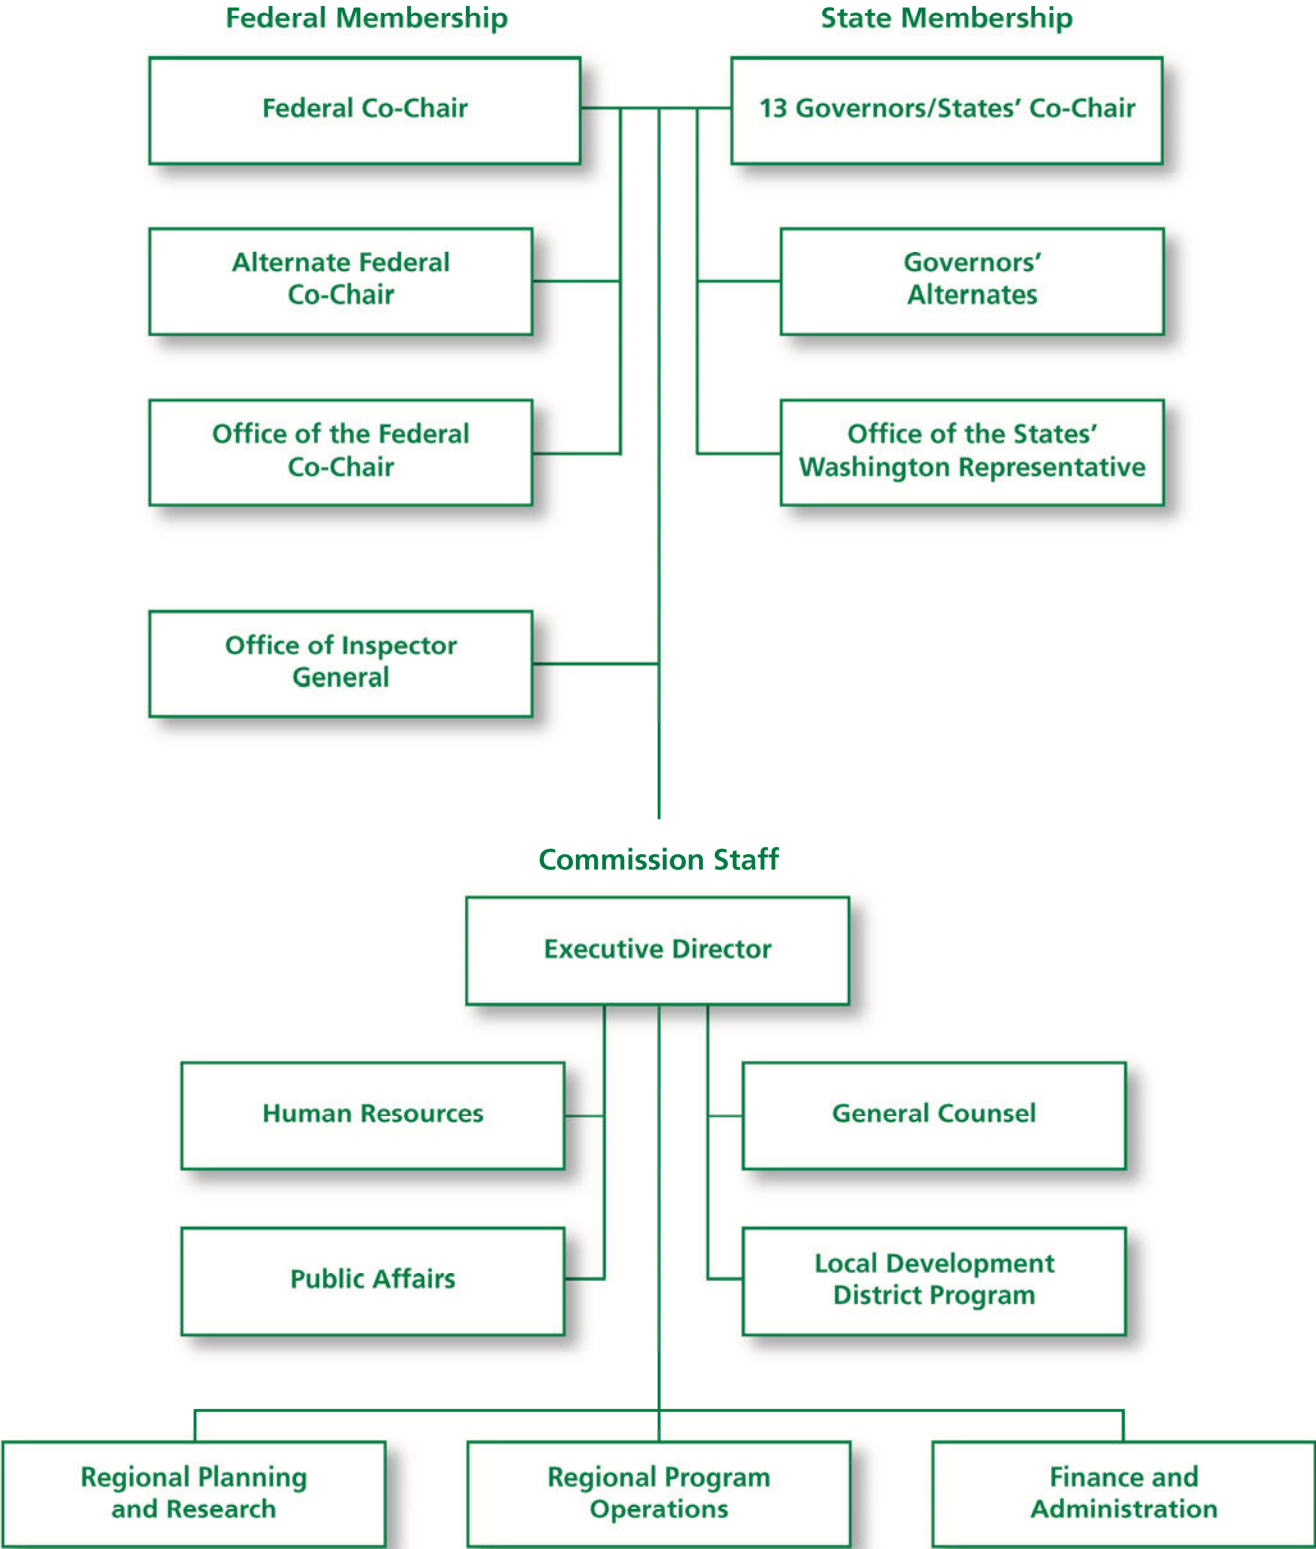 Federal Membership
State Membership
Federal Co-Chair
13 Governors/States’ Co-Chair
Alternate Federal
Co-Chair
Governors’
Alternates
Office of the Federal
Co-Chair
Office of the States’
Washington Representative
Office of Inspector
General
Commission Staff
Executive Director
Human Resources
General Counsel
Public Affairs
Local Development
District Program
Regional Planning
and Research
Regional Program
Operations
Finance and
Administration